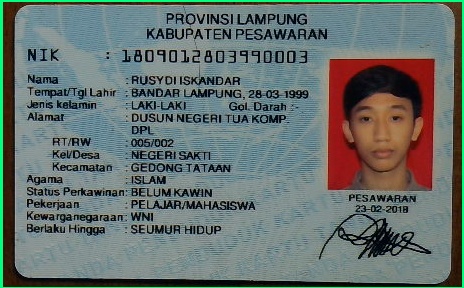 PROVINSI LAMPUNG
KABUPATEN PESAWARAN
NIK : 1809012803990003
Nama : RUSYDI ISKANDAR
Tempat/Tgl Lahir : BANDAR LAMPUNG, 28-03-1999
Jenis kelamin : LAKI-LAKI Gol. Darah :-
Alamat : DUSUN NEGERI TUA KOMP.
DPL
RT/RW : 005/002
Kel/Desa : NEGERI SAKTI
Kecamatan : GEDONG TATAAN
Agama : ISLAM
Status Perkawinan: BELUM KAWIN
Pekerjaan : PELAJAR/MAHASISWA
Kewarganegaraan: WNI
Berlaku Hingga : SEUMUR HIDUP
PESAWARAN
23-02-2018